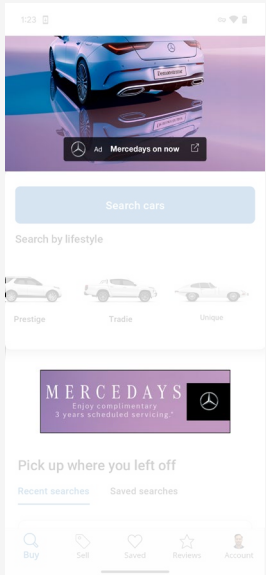 1:23
Ad Mercedays on now
Search cars
Search by lifestyle
Prestige Tradie Unique
MERCEDAYS
Enjoy complimentary
3 years scheduled servicing.^
Pick up where you left off
Recent searches Saved searches
Buy Sell Saved Reviews Account